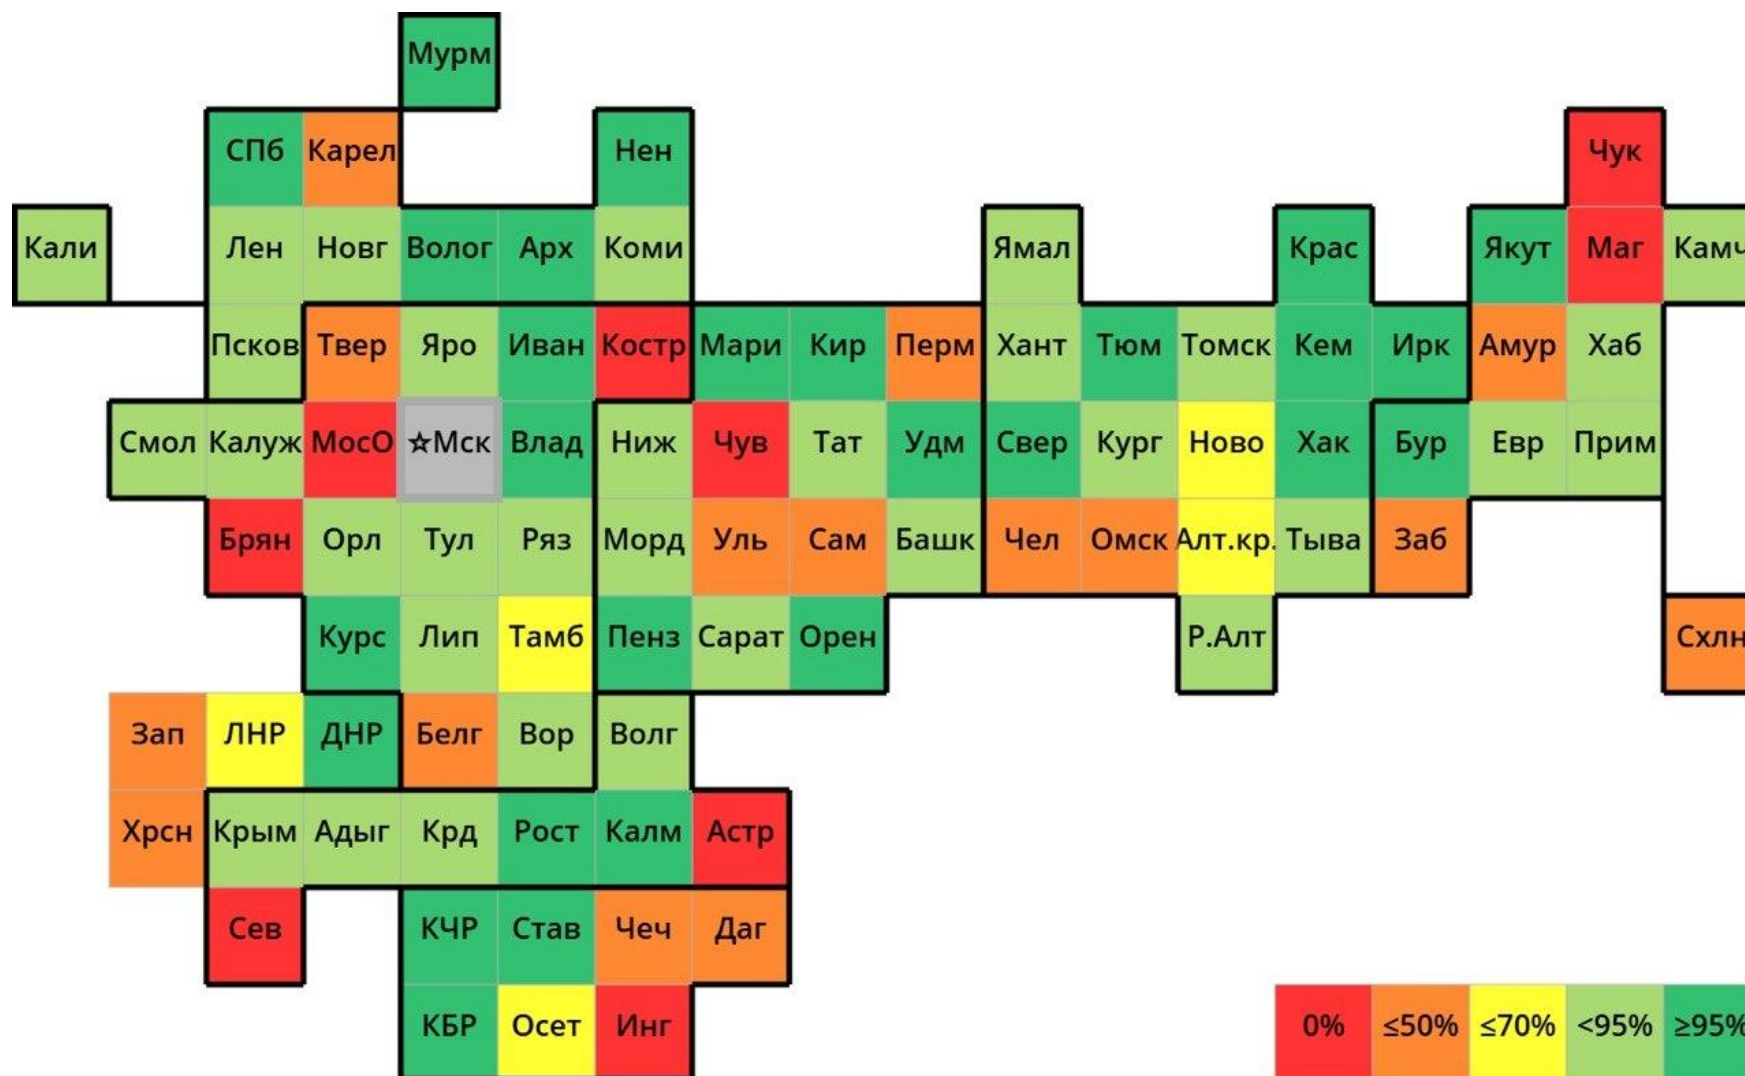 Мурм
СПб Карел Нен Чук
Кали Лен Новг Волог Арх Коми Ямал Крас Якут Маг Камч
Псков Твер Яро Иван Костр Мари Кир Перм Хант Тюм Томск Кем Ирк Амур Хаб
Смол Калуж МосО ☆Мск Влад Ниж Чув Тат Удм Свер Кург Ново Хак Бур Евр Прим
Брян Орл Тул Ряз Морд Уль Сам Башк Чел Омск Алт.кр. Тыва Заб
Курс Лип Тамб Пенз Сарат Орен Р.Алт Схлн
Зап ЛНР ДНР Белг Вор Волг
Хрсн Крым Адыг Крд Рост Калм Астр
Сев КЧР Став Чеч Даг
КБР Осет Инг 0% ≤50% ≤70% <95% ≥95%